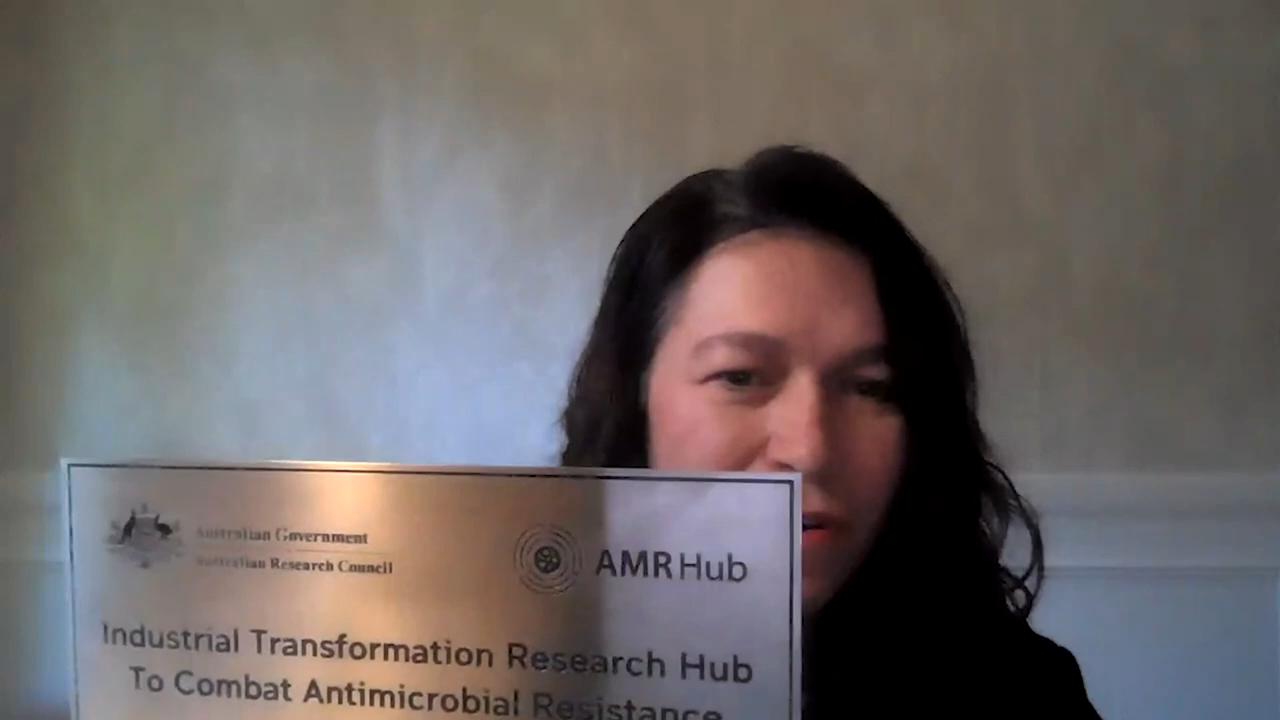 Australian Government
Australian Research Council
AMR Hub
Industrial Transformation Research Hub
To Combat Antimicrobial Resistance